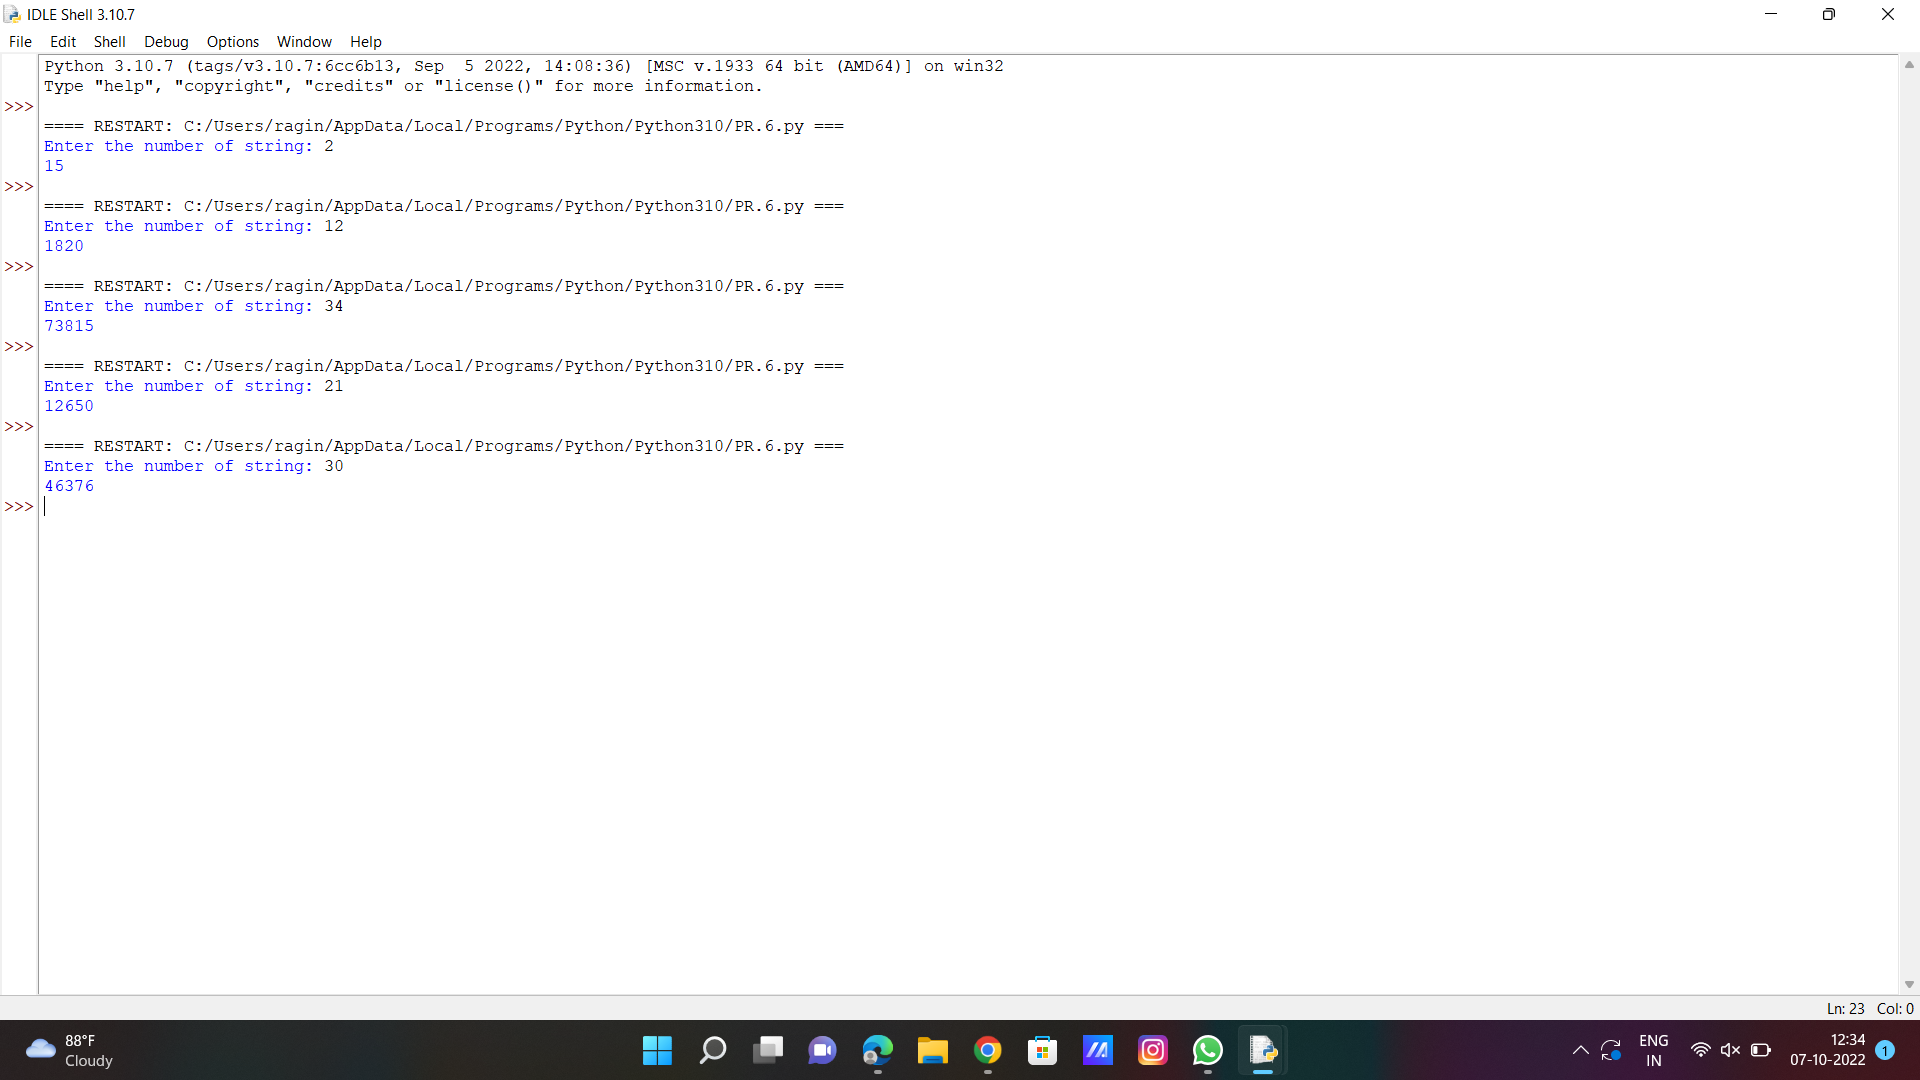 IDLE Shell 3.10.7
File Edit Shell Debug Options Window Help
Python 3.10.7 (tags/v3.10.7:6cc6b13, Sep  5 2022, 14:08:36) [MSC v.1933 64 bit (AMD64)] on win32
Type "help", "copyright", "credits" or "license()" for more information.
>>>
==== RESTART: C:/Users/ragin/AppData/Local/Programs/Python/Python310/PR.6.py ===
Enter the number of string: 2
15
>>>
==== RESTART: C:/Users/ragin/AppData/Local/Programs/Python/Python310/PR.6.py ===
Enter the number of string: 12
1820
>>>
==== RESTART: C:/Users/ragin/AppData/Local/Programs/Python/Python310/PR.6.py ===
Enter the number of string: 34
73815
>>>
==== RESTART: C:/Users/ragin/AppData/Local/Programs/Python/Python310/PR.6.py ===
Enter the number of string: 21
12650
>>>
==== RESTART: C:/Users/ragin/AppData/Local/Programs/Python/Python310/PR.6.py ===
Enter the number of string: 30
46376
>>>
Ln: 23 Col: 0
88°F
Cloudy
ENG
IN
12:34
07-10-2022
1